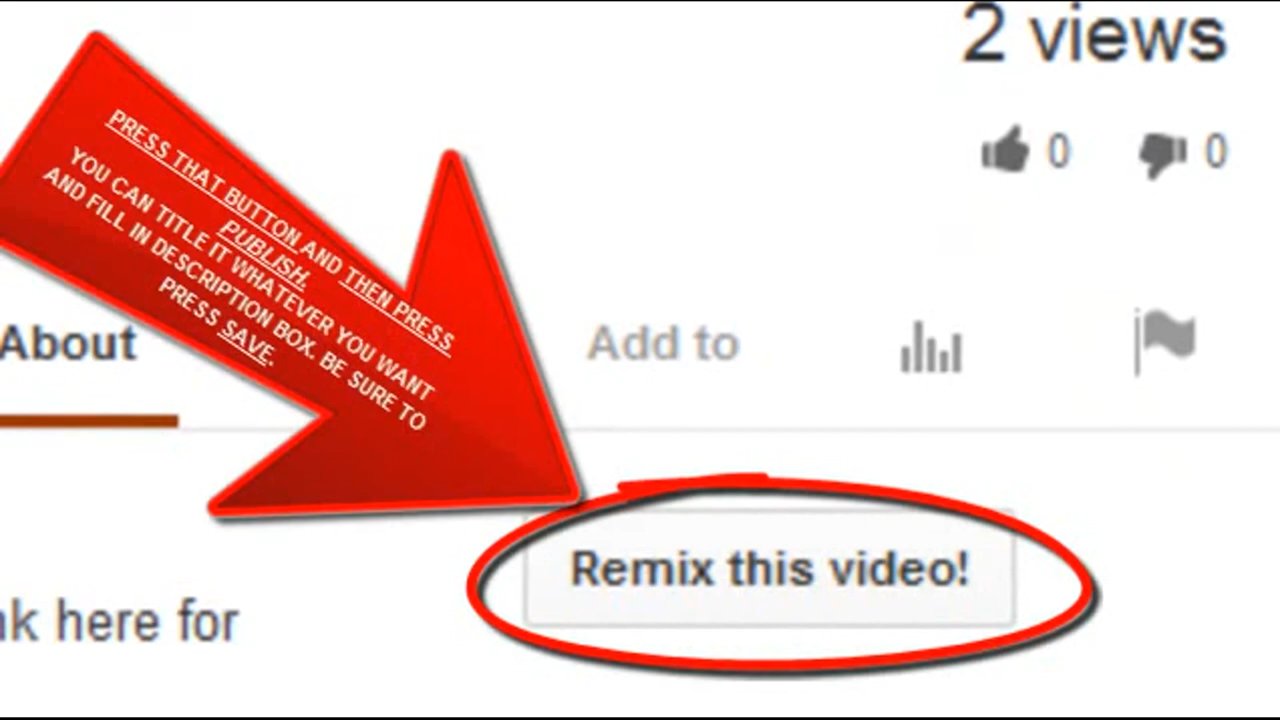 2 views
0 0
PRESS THAT BUTTON AND THEN PRESS
PUBLISH.
YOU CAN TITLE IT WHATEVER YOU WANT
AND FILL IN DESCRIPTION BOX. BE SURE TO
PRESS SAVE.
About Add to
Remix this video!
nk here for